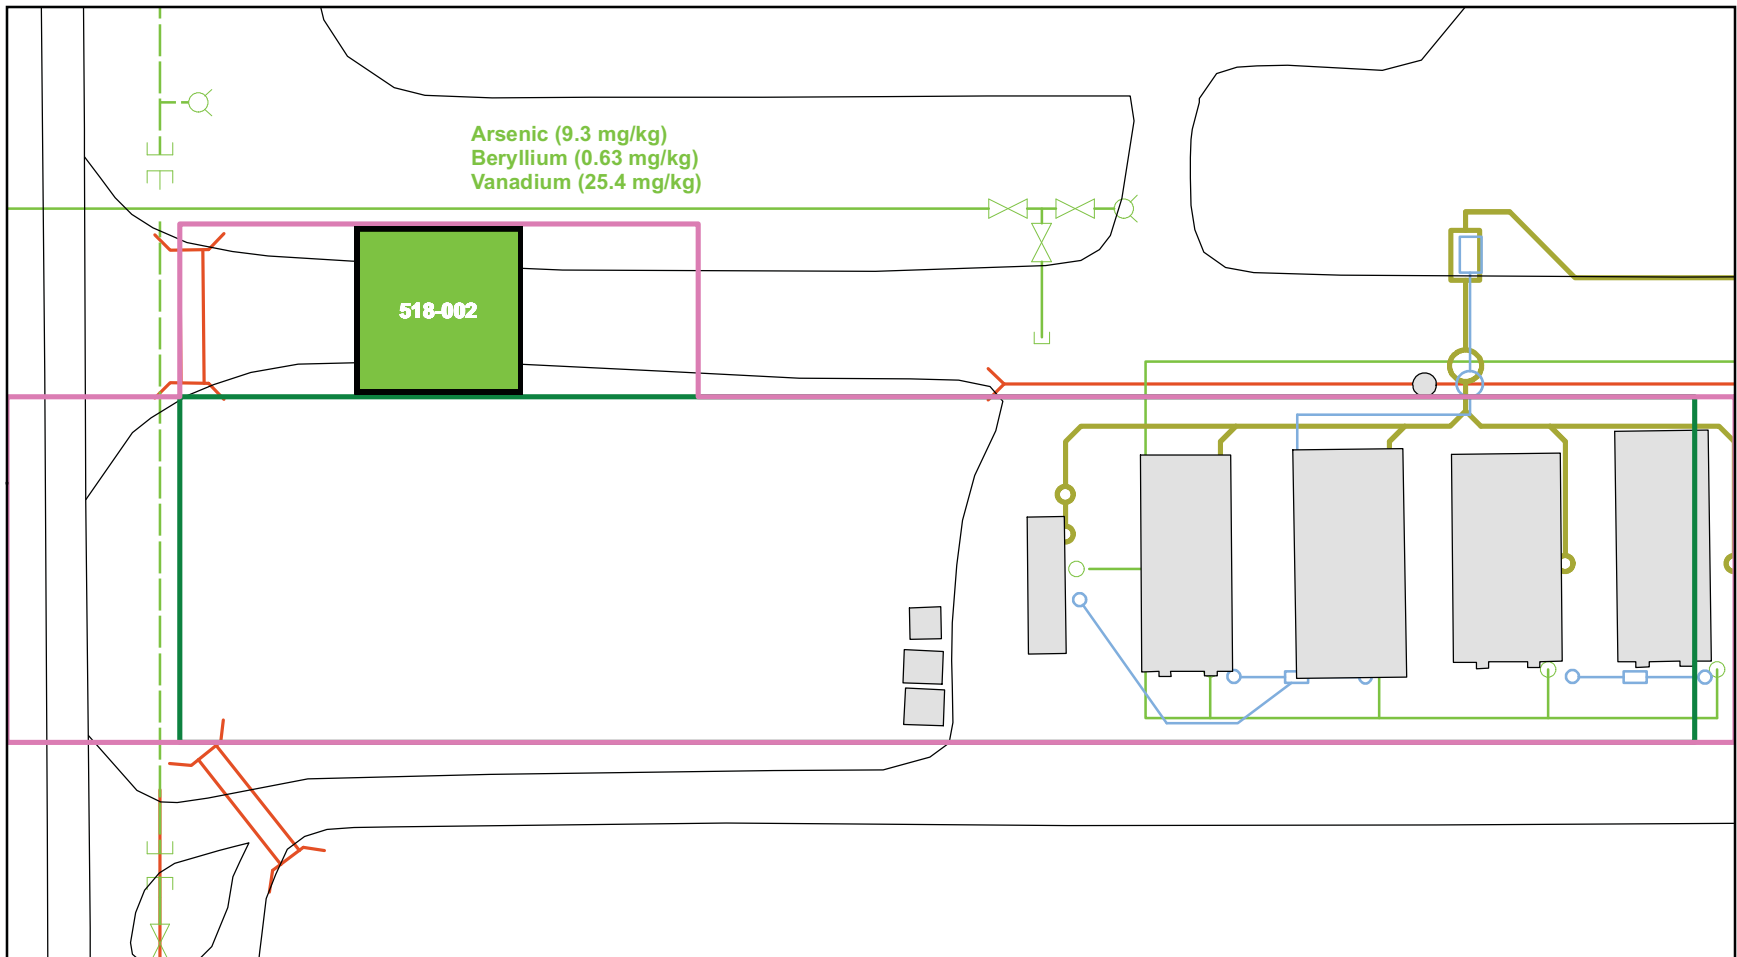 Arsenic (9.3 mg/kg)
Beryllium (0.63 mg/kg)
Vanadium (25.4 mg/kg)
518-002